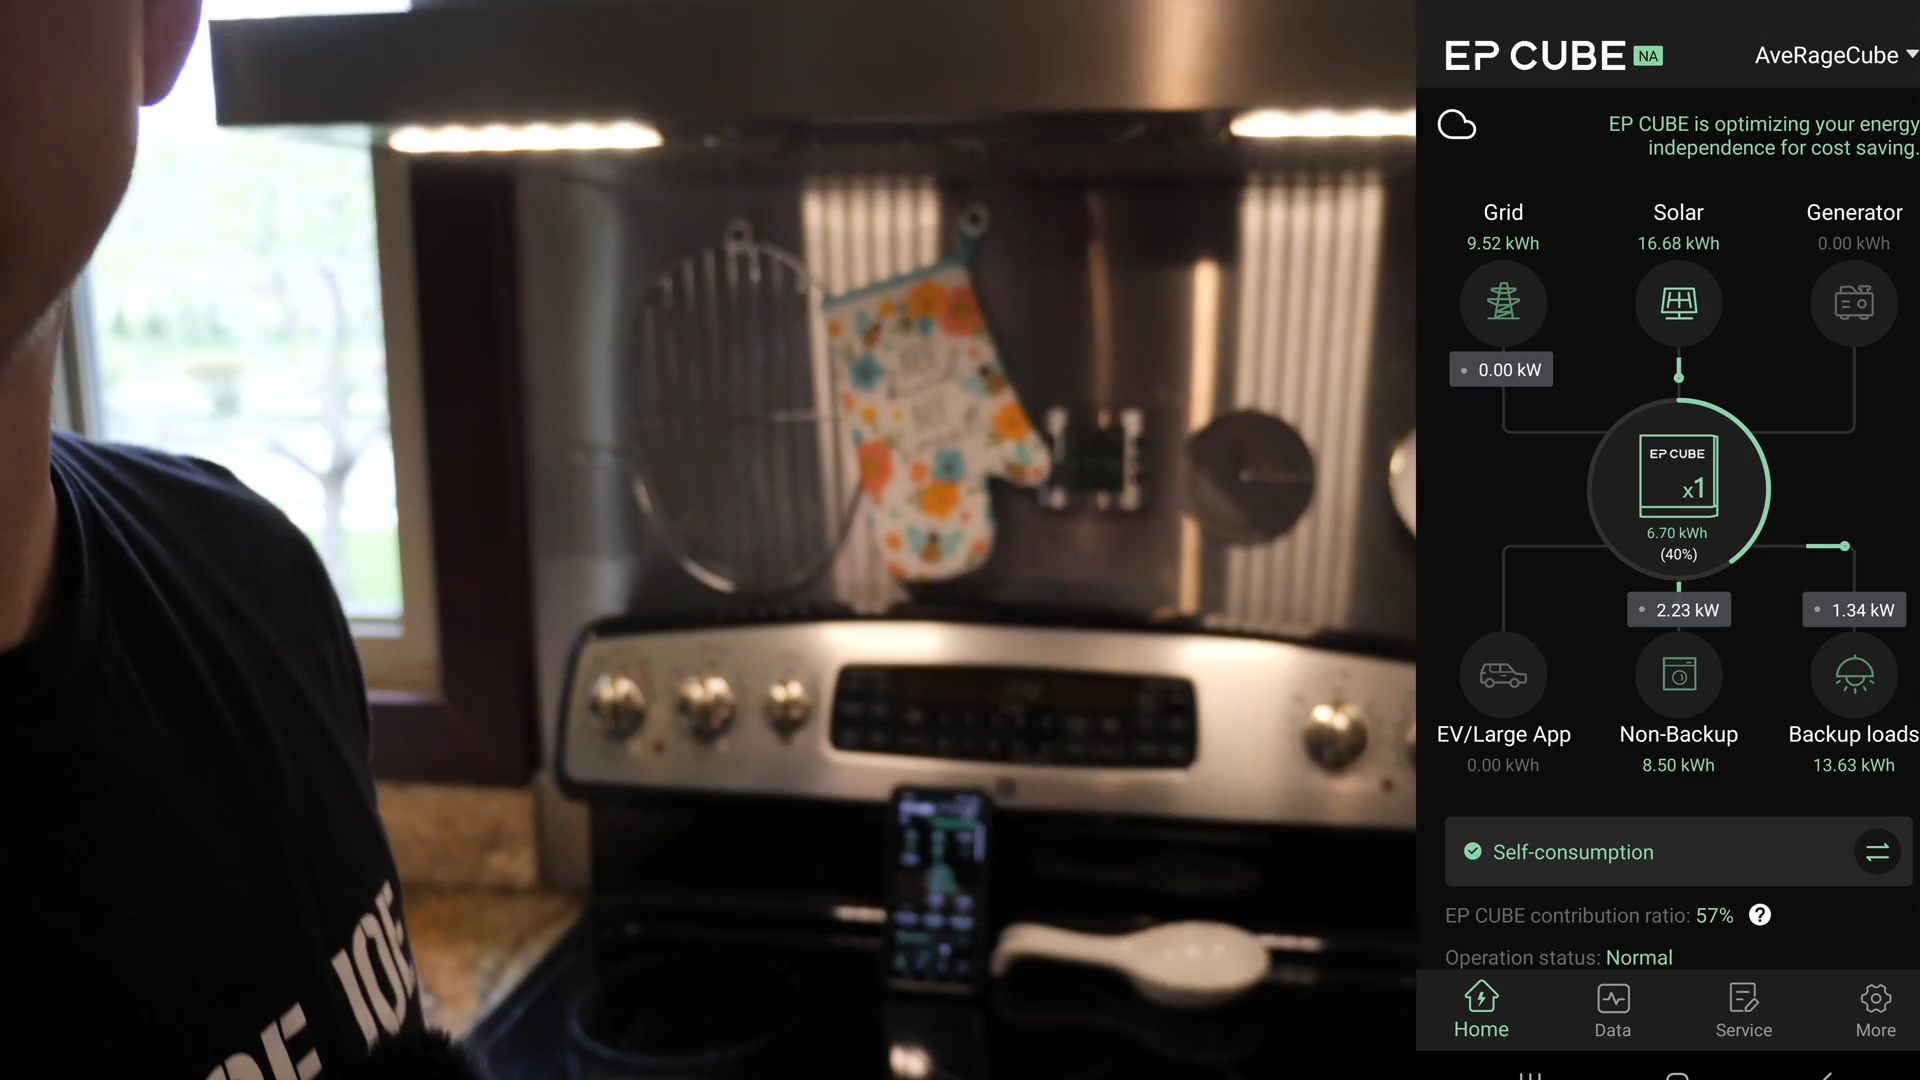 EP CUBE NA
AveRageCube
EP CUBE is optimizing your energy
independence for cost saving.
Grid
9.52 kWh
Solar
16.68 kWh
Generator
0.00 kWh
0.00 kW
EP CUBE
x1
6.70 kWh
(40%)
2.23 kW
1.34 kW
EV/Large App
0.00 kWh
Non-Backup
8.50 kWh
Backup loads
13.63 kWh
Self-consumption
EP CUBE contribution ratio: 57% ?
Operation status: Normal
Home
Data
Service
More
JOE